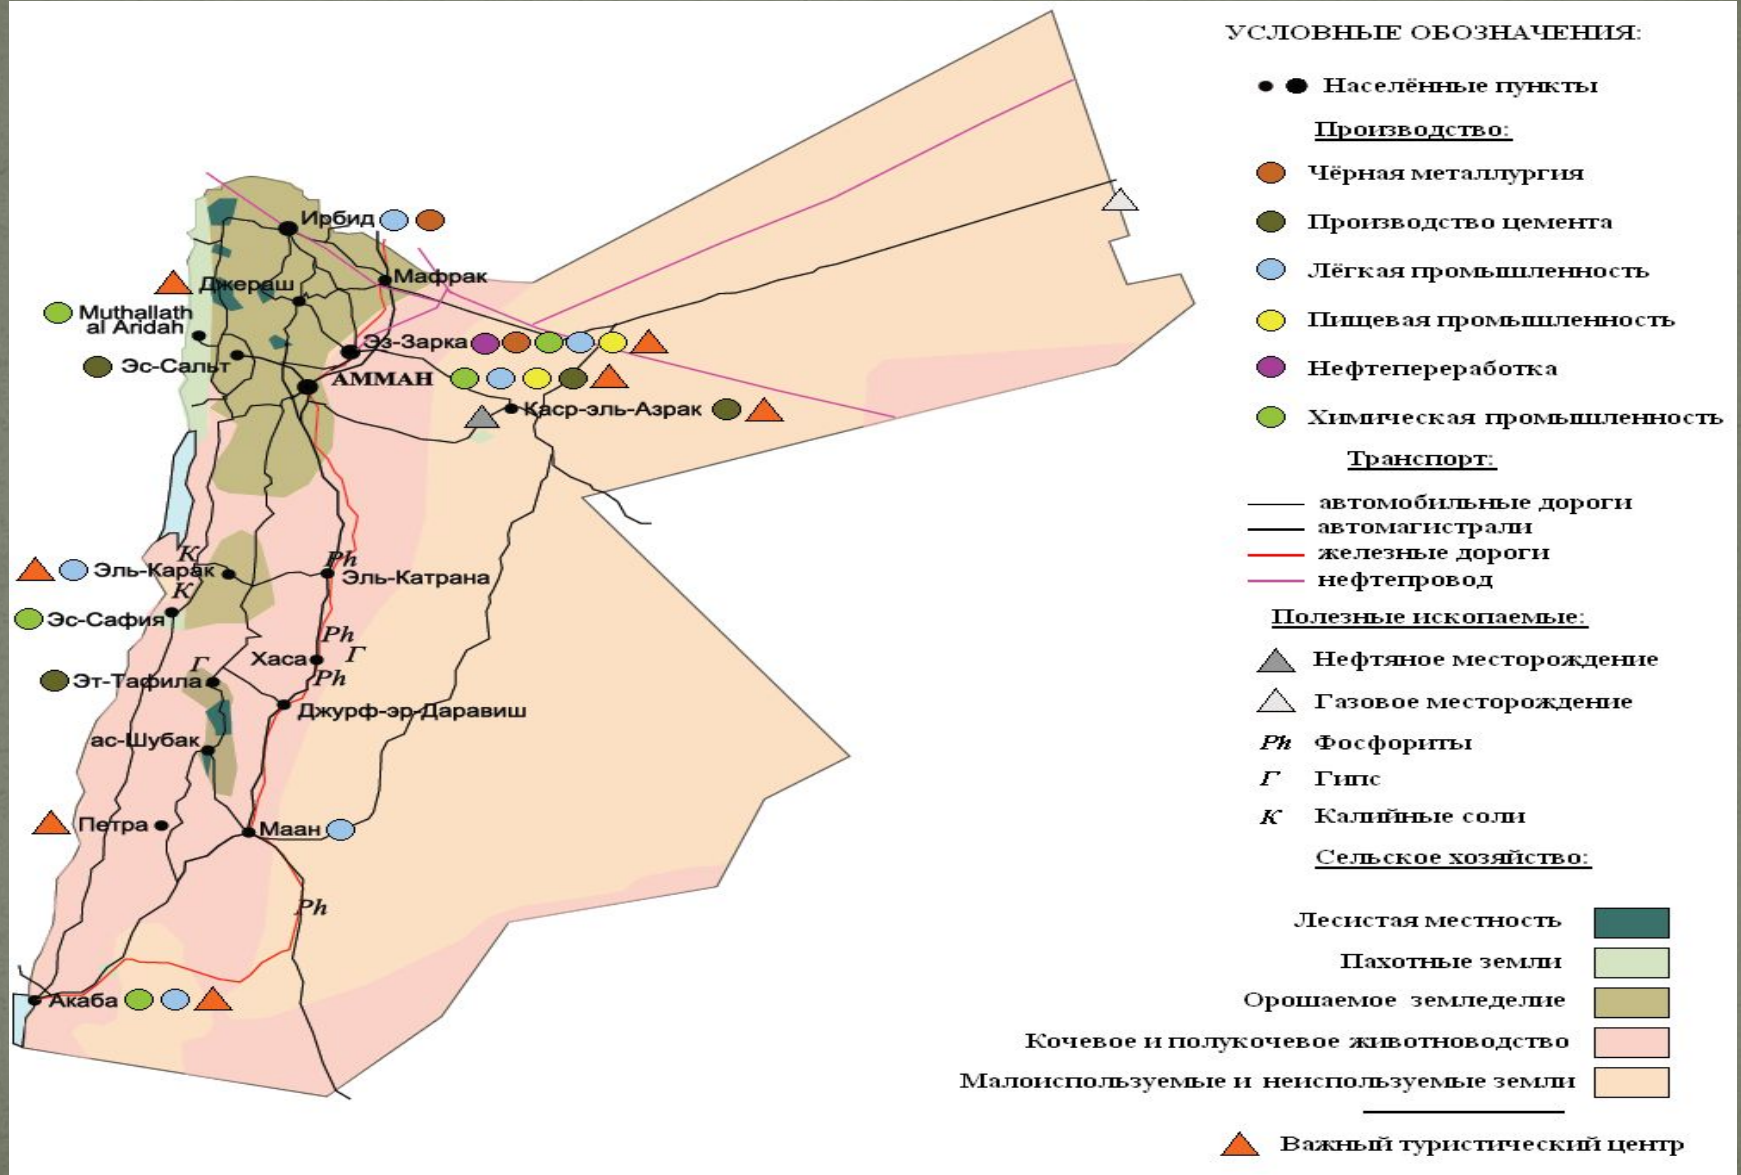 Ирбид
Мафрак
Джераш
Muthallath
al Aridah
Эс-Сальт
Эз-Зарка
АММАН
Каср-эль-Азрак
К
Ph
Эль-Карак
Эль-Катрана
К
Эс-Сафия
Ph
Хаса
Г
Г
Эт-Тафила
Ph
Джурф-эр-Даравиш
ас-Шубак
Петра
Маан
Ph
Акаба
УСЛОВНЫЕ ОБОЗНАЧЕНИЯ:
Населённые пункты
Производство:
Чёрная металлургия
Производство цемента
Лёгкая промышленность
Пищевая промышленность
Нефтепереработка
Химическая промышленность
Транспорт:
автомобильные дороги
автомагистрали
железные дороги
нефтепровод
Полезные ископаемые:
Нефтяное месторождение
Газовое месторождение
Ph Фосфориты
Г Гипс
К Калийные соли
Сельское хозяйство:
Лесистая местность
Пахотные земли
Орошаемое земледелие
Кочевое и полукочевое животноводство
Малоиспользуемые и неиспользуемые земли
Важный туристический центр